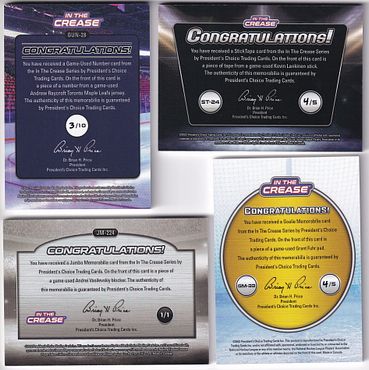 IN THE
CREASE
GUN-29
CONGRATULATIONS!
You have received a Game-Used Number card from
the In The Crease Series by President's Choice
Trading Cards. On the front of this card is a
piece of a number from a game-used
Andrew Raycroft Toronto Maple Leafs jersey.
The authenticity of this memorabilia is guaranteed
by President's Choice Trading Cards.
3/10
Dr. Brian H. Price
President
President's Choice Trading Cards Inc.
IN THE
CREASE
CONGRATULATIONS!
You have received a Stick Tape card from the In The Crease Series
by President's Choice Trading Cards. On the front of this card is a
piece of tape from a game-used Kevin Lankinen stick.
The authenticity of this memorabilia is guaranteed by
President's Choice Trading Cards.
ST-24
4/5
Dr. Brian H. Price
President
President's Choice Trading Cards Inc.
JM-224
CONGRATULATIONS!
You have received Jumbo Memorabilia card from the In The Crease Series by
President's Choice Trading Cards. On the front of this card is a piece
of a game-used Andrei Vasilevskiy blocker. The authenticity of
this memorabilia is guaranteed by President's Choice Trading Cards.
IN THE
CREASE
Dr. Brian H. Price
President
President's Choice Trading Cards Inc.
1/1
IN THE
CREASE
CONGRATULATIONS!
You have received a Goalie Memorabilia card
from the In The Crease Series by
President's Choice Trading Cards. On the front of this
card is a piece of a game-used Grant Fuhr pad.
The authenticity of this memorabilia is guaranteed
by President's Choice Trading Cards.
GM-30
4/5
Dr. Brian H. Price
President
President's Choice Trading Cards Inc.